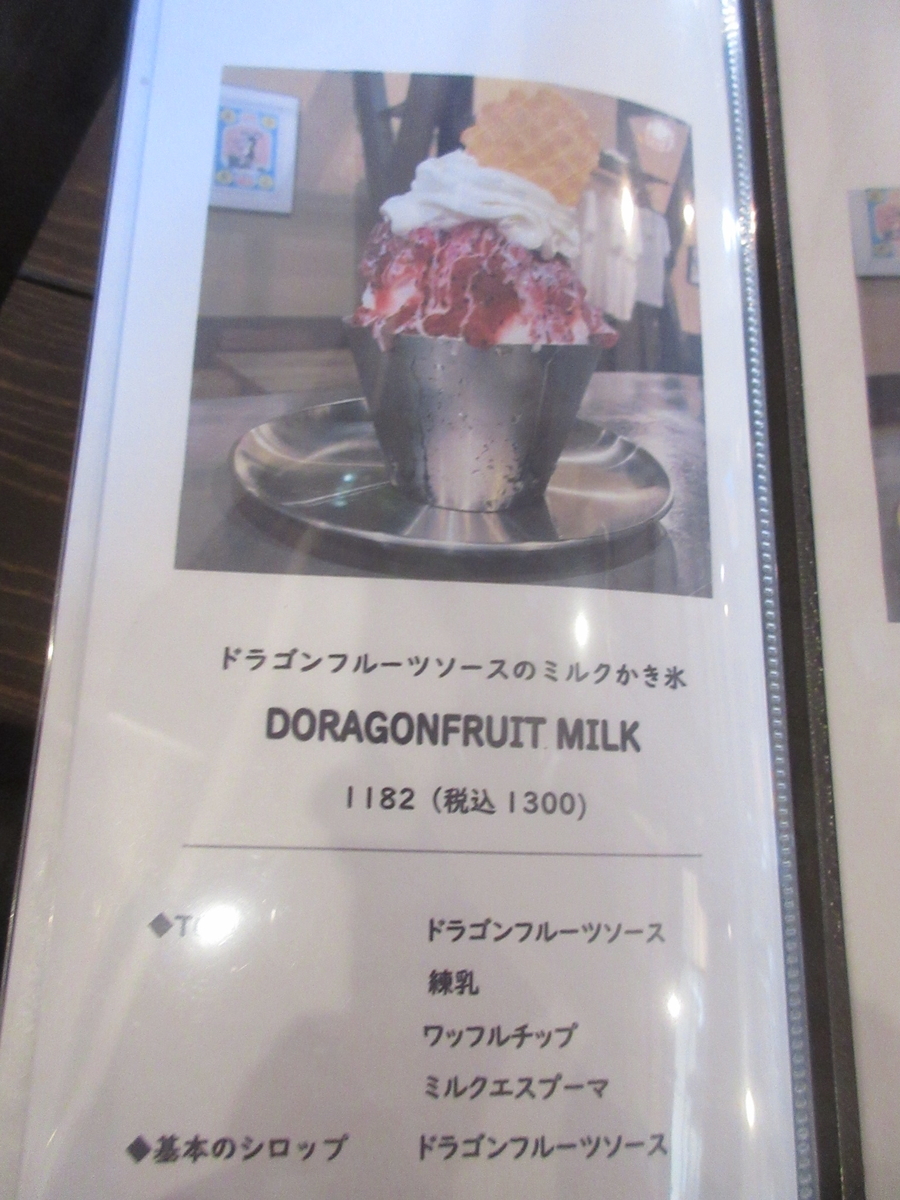 ドラゴンフルーツソースのミルクかき氷
DORAGONFRUIT MILK
1182（税込 1300)
ドラゴンフルーツソース
練乳
ワッフルチップ
ミルクエスプーマ
◆基本のシロップ ドラゴンフルーツソース